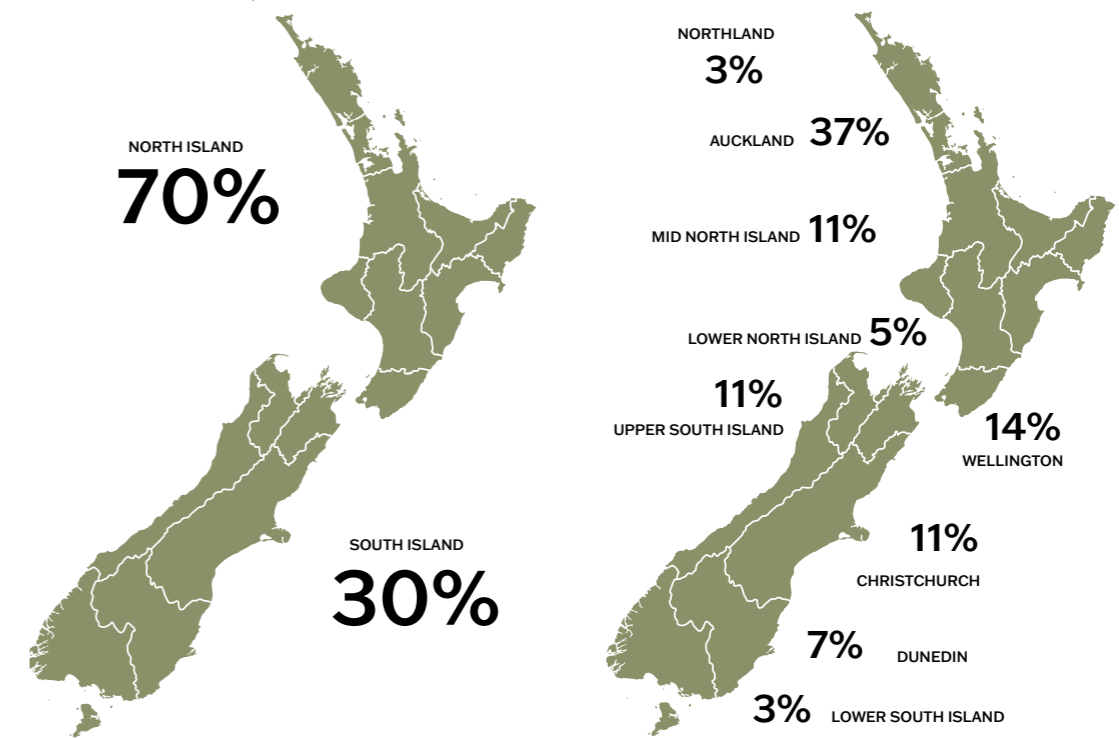 NORTH ISLAND
70%
SOUTH ISLAND
30%
NORTHLAND
3%
AUCKLAND 37%
MID NORTH ISLAND 11%
LOWER NORTH ISLAND 5%
11%
UPPER SOUTH ISLAND
14%
WELLINGTON
11%
CHRISTCHURCH
7% DUNEDIN
3% LOWER SOUTH ISLAND